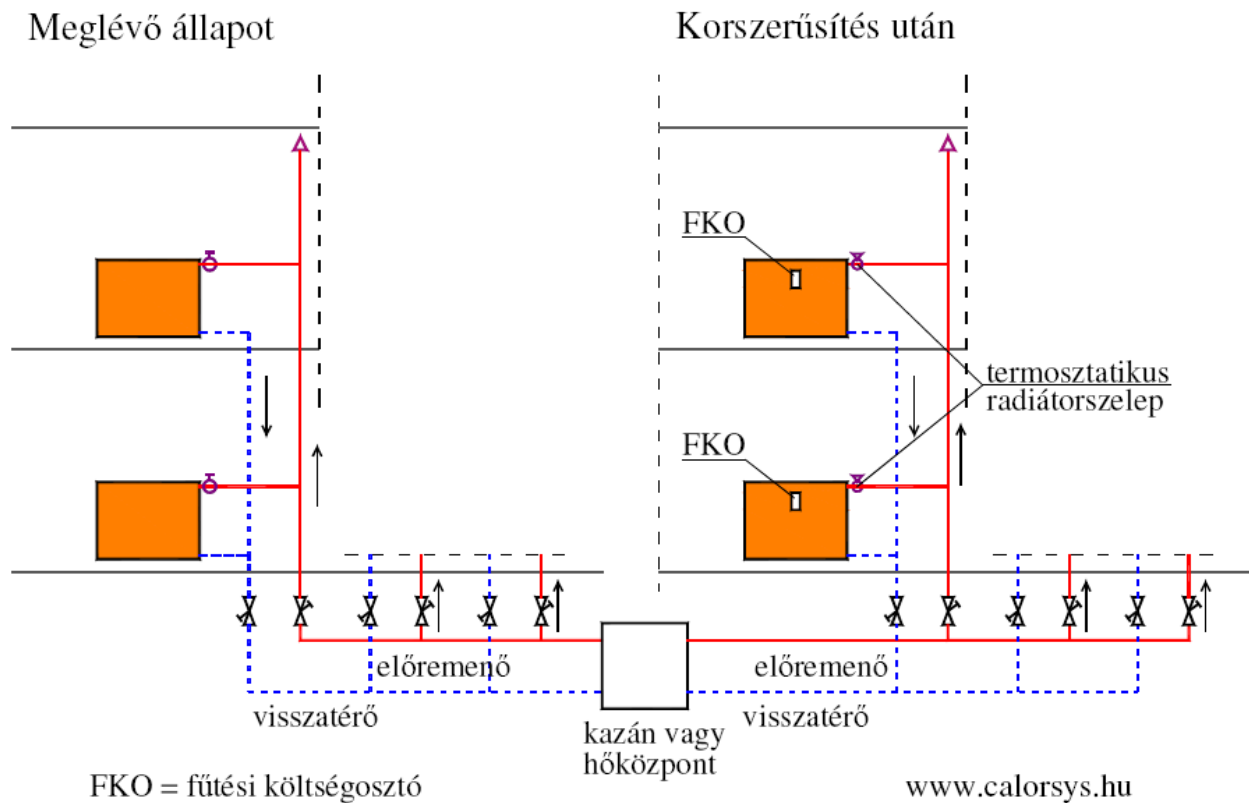 Meglévő állapot
Korszerűsítés után
FKO
termosztatikus
radiátorszelep
FKO
előremenő
előremenő
visszatérő
visszatérő
kazán vagy
hőközpont
FKO = fűtési költségosztó
www.calorsys.hu